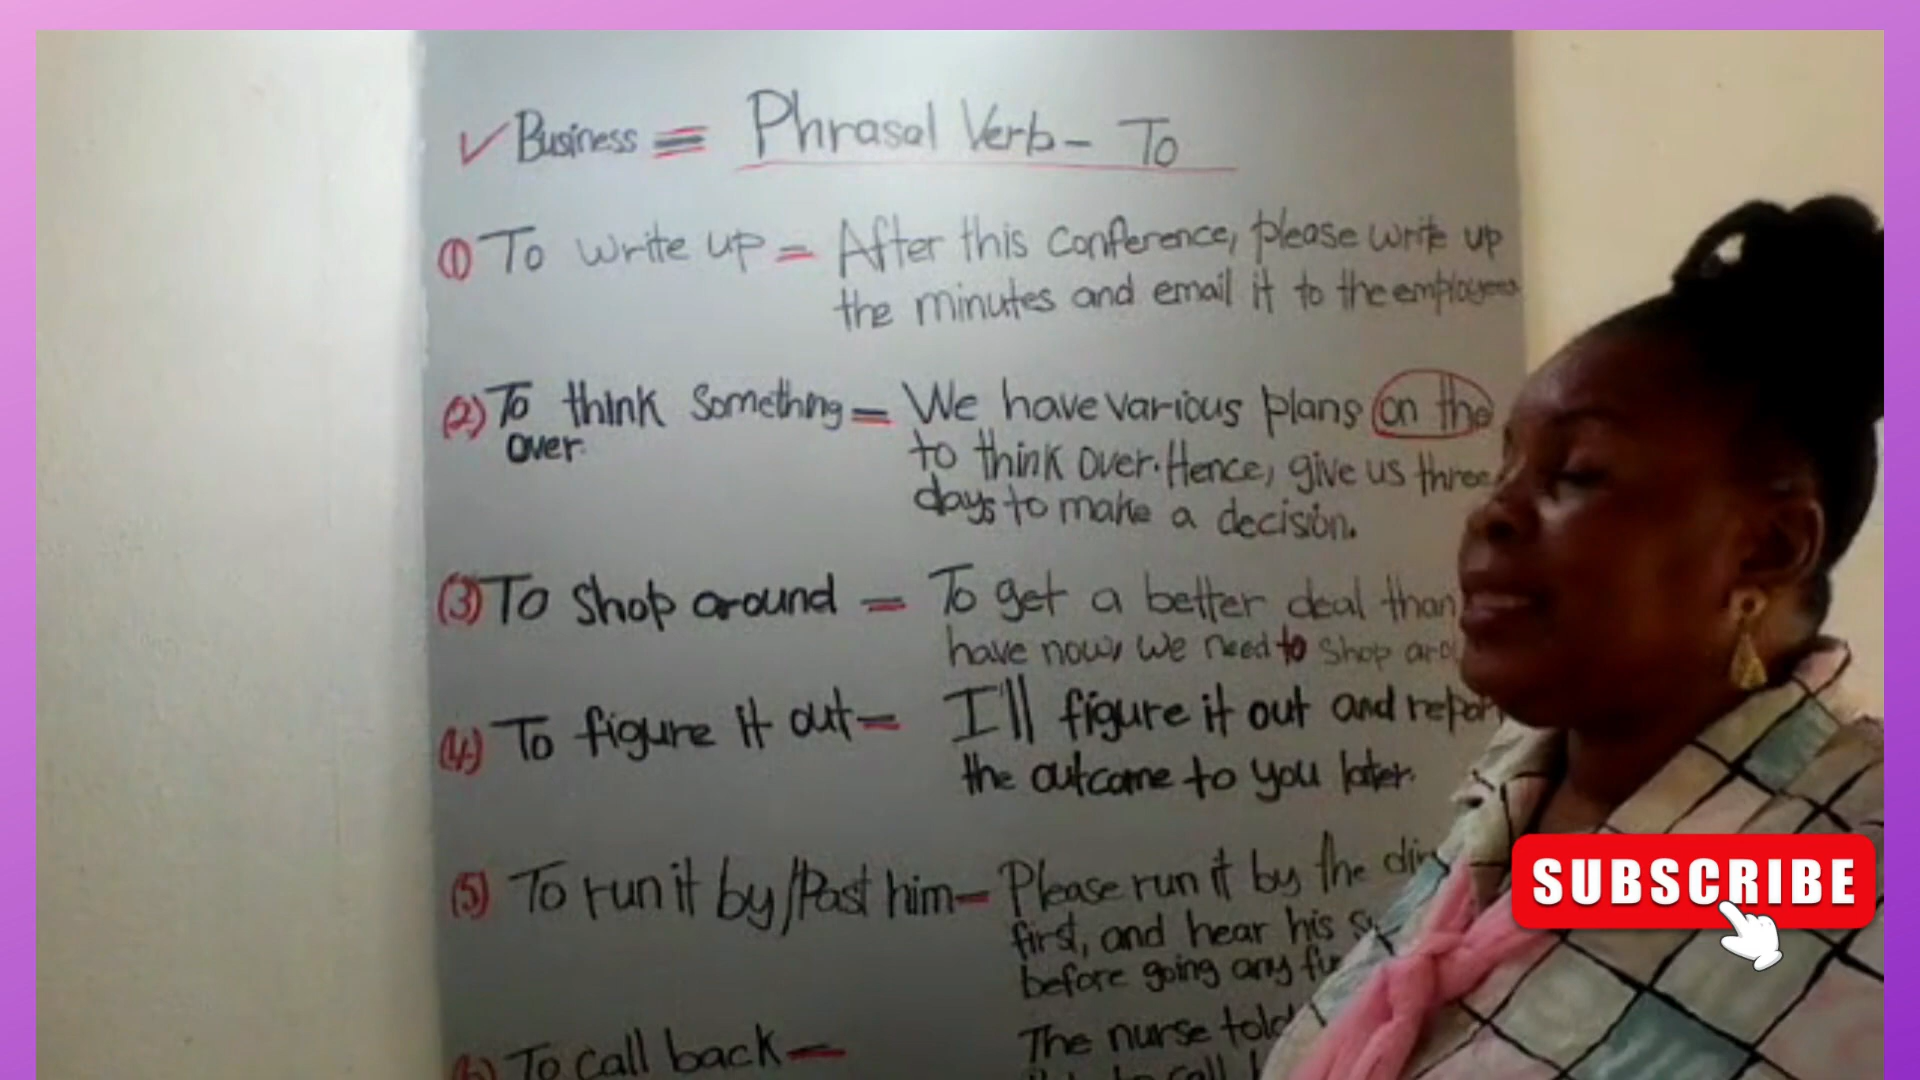 ✓ Business = Phrasal Verb - To
(1) To write up = After this conference, please write up
the minutes and email it to the employees
(2) To think something = We have various plans on the
over. to think over. Hence, give us three
days to make a decision.
(3) To shop around = To get a better deal than
have now, we need to shop
(4) To figure it out = I'll figure it out and
the outcome to you later.
(5) To run it by/Past him - Please run it by the
first, and hear his
before going any
To call back - The nurse told
SUBSCRIBE